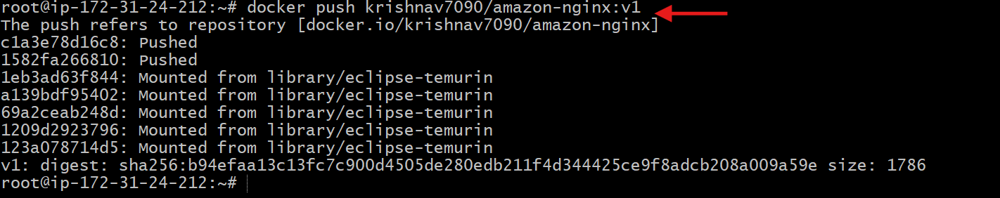 root@ip-172-31-24-212:~# docker push krishnav7090/amazon-nginx:v1
The push refers to repository [docker.io/krishnav7090/amazon-nginx]
c1a3e78d16c8: Pushed
1582fa266810: Pushed
1eb3ad63f844: Mounted from library/eclipse-temurin
a139bdf95402: Mounted from library/eclipse-temurin
69a2ceab248d: Mounted from library/eclipse-temurin
1209d2923796: Mounted from library/eclipse-temurin
123a078714d5: Mounted from library/eclipse-temurin
v1: digest: sha256:b94efaa13c13fc7c900d4505de280edb211f4d344425ce9f8adcb208a009a59e size: 1786
root@ip-172-31-24-212:~#